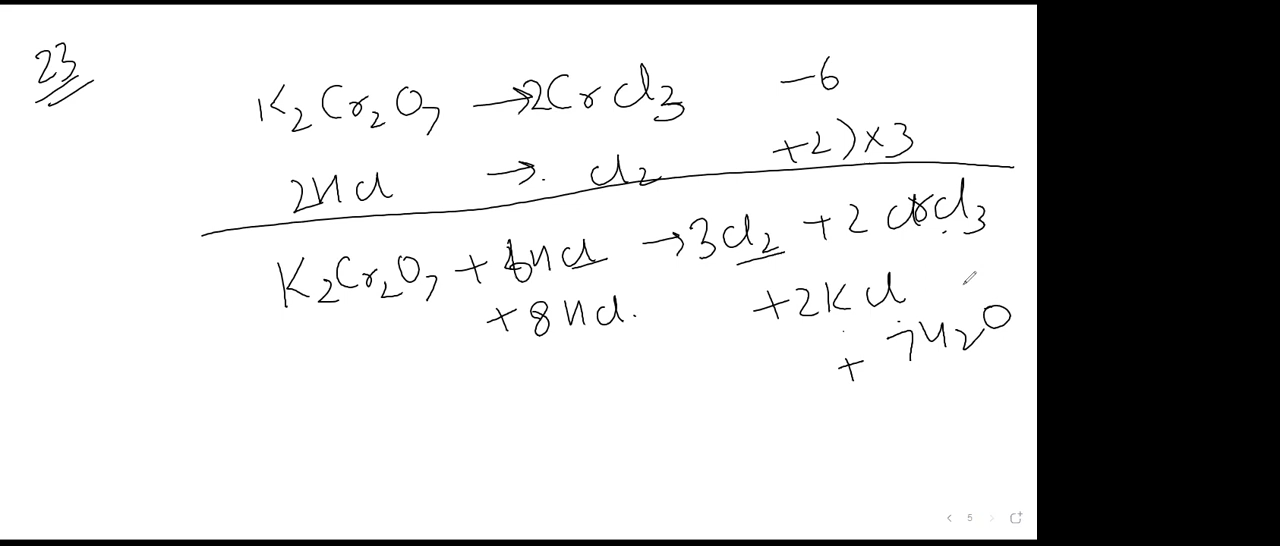 23
K2Cr2O7 → 2CrCl3 -6
2HCl → Cl2 +2) × 3
K2Cr2O7 + 6HCl → 3Cl2 + 2CrCl3
+ 8HCl. + 2KCl
+ 7H2O
5